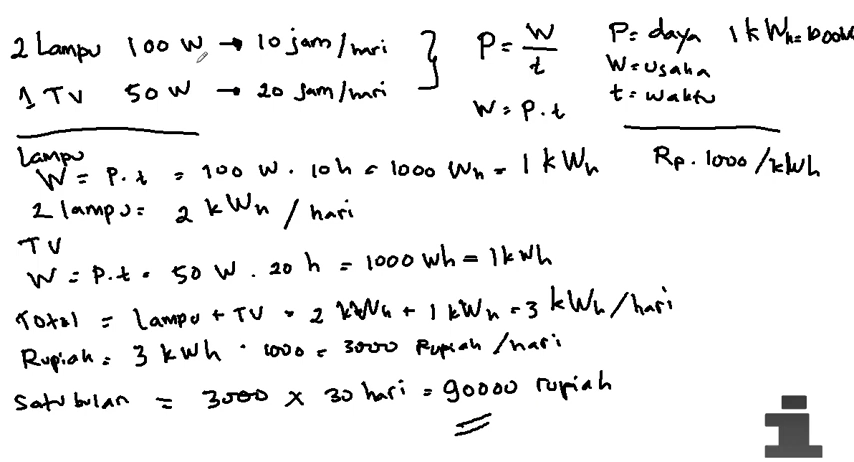 2 Lampu 100 W → 10 jam/hari
1 TV 50 W → 20 Jam/hari
P = W/t
W = P.t
P = daya 1 kWh = 1000Wh
W = Usaha
t = waktu
Rp. 1000 /kWh
Lampu
W = P.t = 100 W . 10 h = 1000 Wh = 1 kWh
2 lampu = 2 kWh / hari
TV
W = P.t = 50 W . 20 h = 1000 Wh = 1kWh
Total = lampu + TV = 2 kWh + 1 kWh = 3 kWh/hari
Rupiah = 3 kWh . 1000 = 3000 Rupiah /hari
Satu bulan = 3000 x 30 hari = 90000 rupiah
i